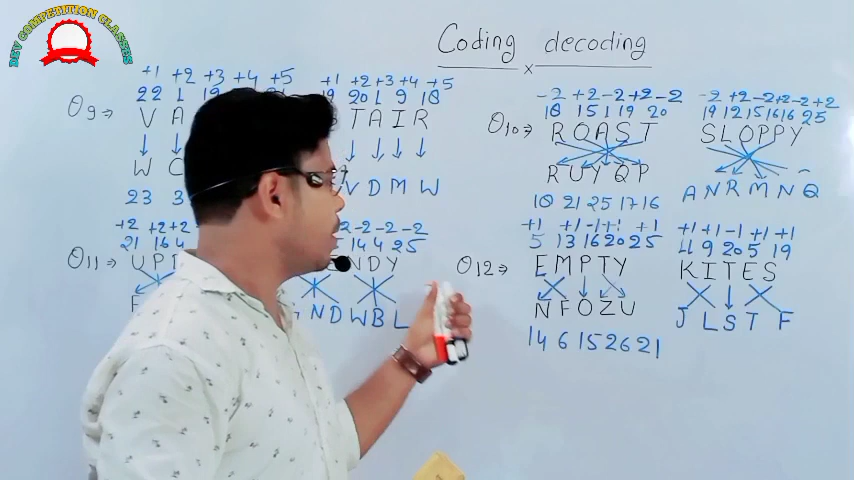 DEV COMPETITION CLASSES
Coding decoding
x
+1 +2 +3 +4 +5
22 1
Q9⇒ V A
W C
23 3
+1 +2 +3 +4 +5
20 1 9 18
T A I R
V D M W
Q10⇒
-2 +2 -2 +2 -2
18 15 1 19 20
R O A S T
R U Y Q P
18 21 25 17 16
-2 +2 -2 +2 -2 +2
19 12 15 16 16 25
S L O P P Y
A N R M N Q
Q11⇒
+2 +2 +2
21 16 4
U P
F
-2 -2 -2 -2
14 4 25
N D Y
N D W B L
Q12⇒
+1 +1 -1 +1 +1
5 13 16 20 25
E M P T Y
N F O Z U
14 6 15 26 21
+1 +1 -1 +1 +1
11 9 20 5 19
K I T E S
J L S T F